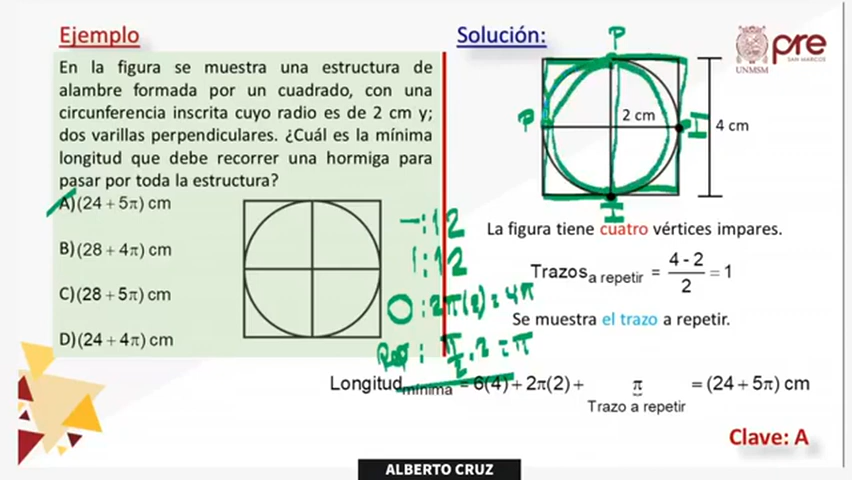 Ejemplo
En la figura se muestra una estructura de
alambre formada por un cuadrado, con una
circunferencia inscrita cuyo radio es de 2 cm y;
dos varillas perpendiculares. ¿Cuál es la mínima
longitud que debe recorrer una hormiga para
pasar por toda la estructura?
A) (24 + 5π) cm
B) (28 + 4π) cm
C) (28 + 5π) cm
D) (24 + 4π) cm
— : 12
| : 12
O : 2π(2) = 4π
Rep : π/2 . 2 = π
Solución:
UNMSM
pre
SAN MARCOS
P
P
2 cm
H
4 cm
H
La figura tiene cuatro vértices impares.
Trazos a repetir = 4 - 2 / 2 = 1
Se muestra el trazo a repetir.
Longitud mínima = 6(4) + 2π(2) + π = (24 + 5π) cm
Trazo a repetir
Clave: A
ALBERTO CRUZ